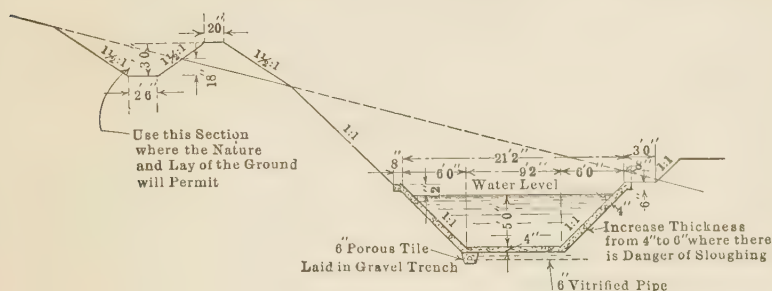 20"
1½:1
3'0"
1½:1
18"
1½:1
2'6"
Use this Section
where the Nature
and Lay of the Ground
will Permit
1:1
8"
21'2"
3'0"
8"
1:1
6'0"
9'2"
6'0"
12"
Water Level
6"
1:1
5'0"
1:1
4"
4"
Increase Thickness
from 4" to 6" where there
is Danger of Sloughing
6" Porous Tile
Laid in Gravel Trench
6" Vitrified Pipe